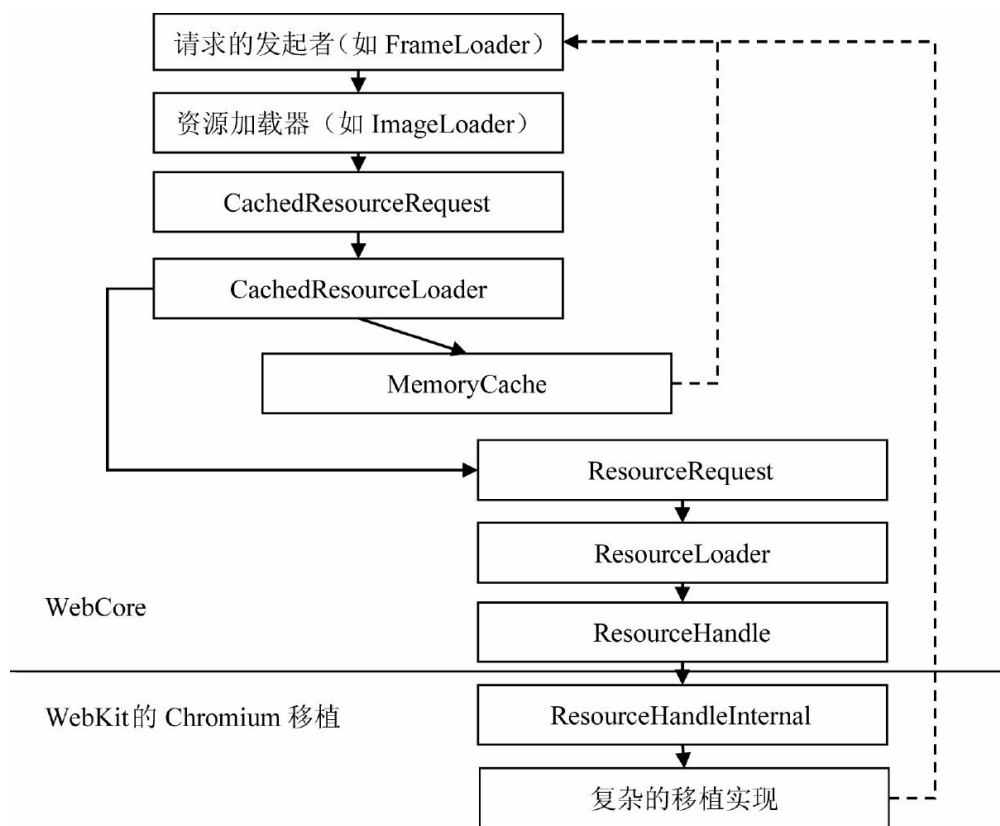 请求的发起者（如 FrameLoader）
资源加载器（如 ImageLoader）
CachedResourceRequest
CachedResourceLoader
MemoryCache
ResourceRequest
ResourceLoader
WebCore
ResourceHandle
WebKit的 Chromium 移植
ResourceHandleInternal
复杂的移植实现